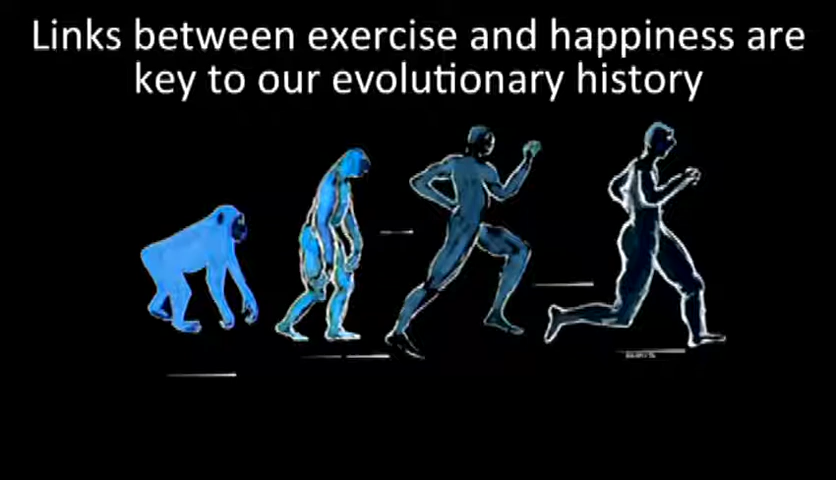 Links between exercise and happiness are
key to our evolutionary history